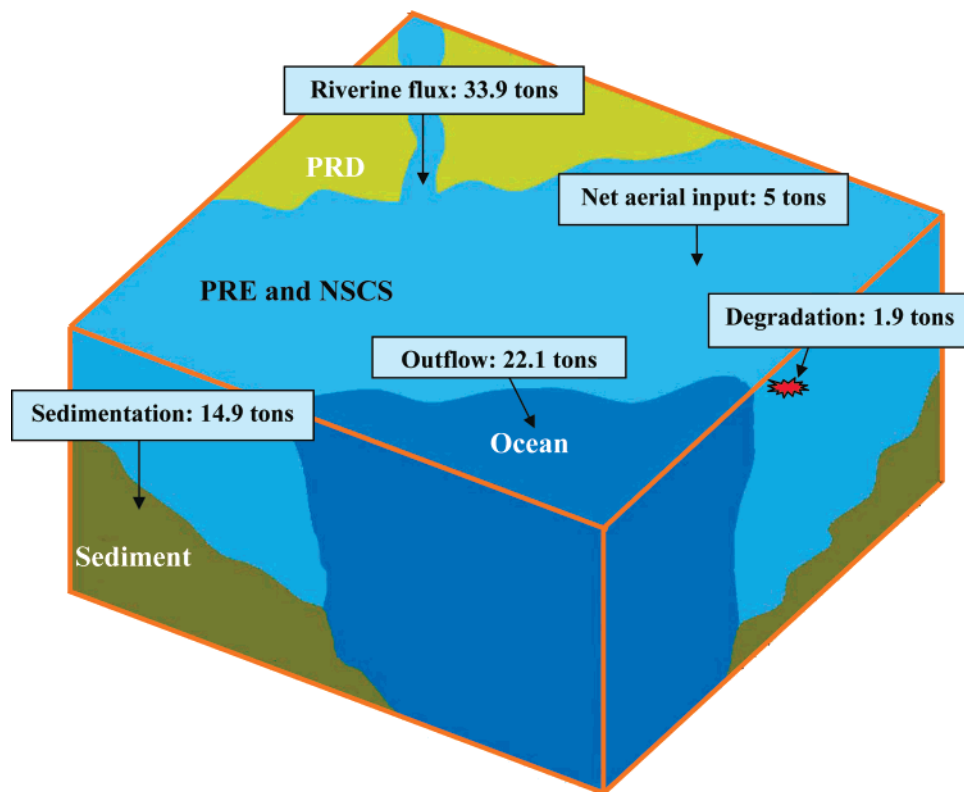 Riverine flux: 33.9 tons
PRD
Net aerial input: 5 tons
PRE and NSCS
Degradation: 1.9 tons
Outflow: 22.1 tons
Sedimentation: 14.9 tons
Ocean
Sediment